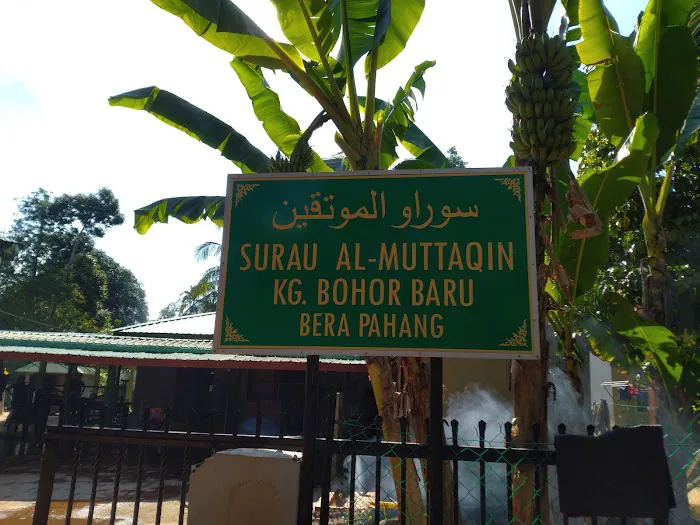 سوراو الموتقين
SURAU AL-MUTTAQIN
KG. BOHOR BARU
BERA PAHANG